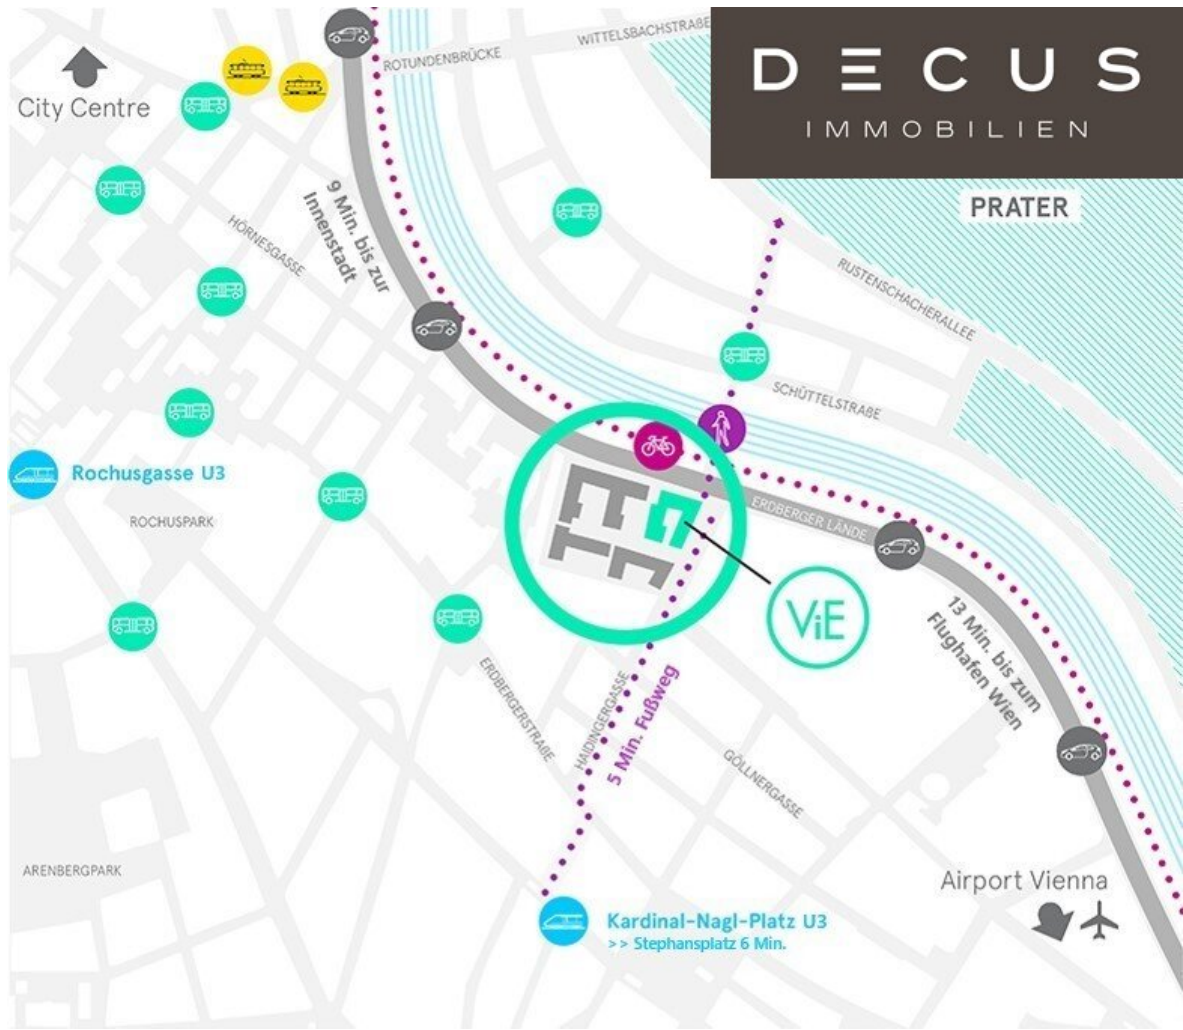 WITTELSBACHSTRAßE
ROTUNDENBRÜCKE
DECUS
IMMOBILIEN
City Centre
PRATER
9 Min. bis zur
Innenstadt
HÖRNESGASSE
RUSTENSCHACHERALLEE
SCHÜTTELSTRAßE
Rochusgasse U3
ROCHUSPARK
ERDBERGER LÄNDE
ViE
13 Min. bis zum
Flughafen Wien
ERDBERGERSTRAßE
HAIDINGERGASSE
5 Min. Fußweg
GÖLLNERGASSE
ARENBERGPARK
Airport Vienna
Kardinal-Nagl-Platz U3
>> Stephansplatz 6 Min.